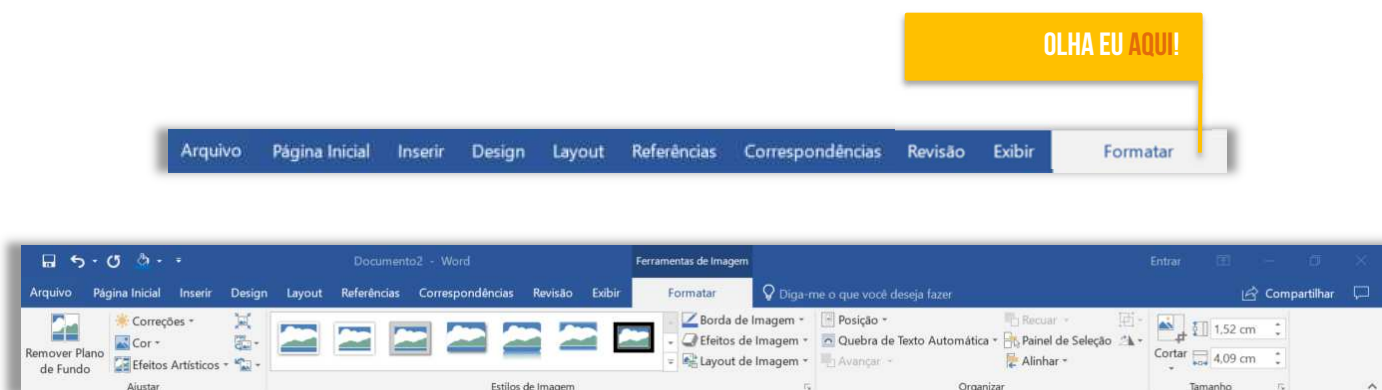 OLHA EU AQUI!
Arquivo Página Inicial Inserir Design Layout Referências Correspondências Revisão Exibir Formatar
Documento2 - Word Ferramentas de Imagem Entrar
Arquivo Página Inicial Inserir Design Layout Referências Correspondências Revisão Exibir Formatar Diga-me o que você deseja fazer Compartilhar
Correções Borda de Imagem Posição Recuar 1,52 cm
Remover Plano de Fundo Cor Efeitos de Imagem Quebra de Texto Automática Painel de Seleção Cortar
Efeitos Artísticos Layout de Imagem Avançar Alinhar 4,09 cm
Ajustar Estilos de Imagem Organizar Tamanho